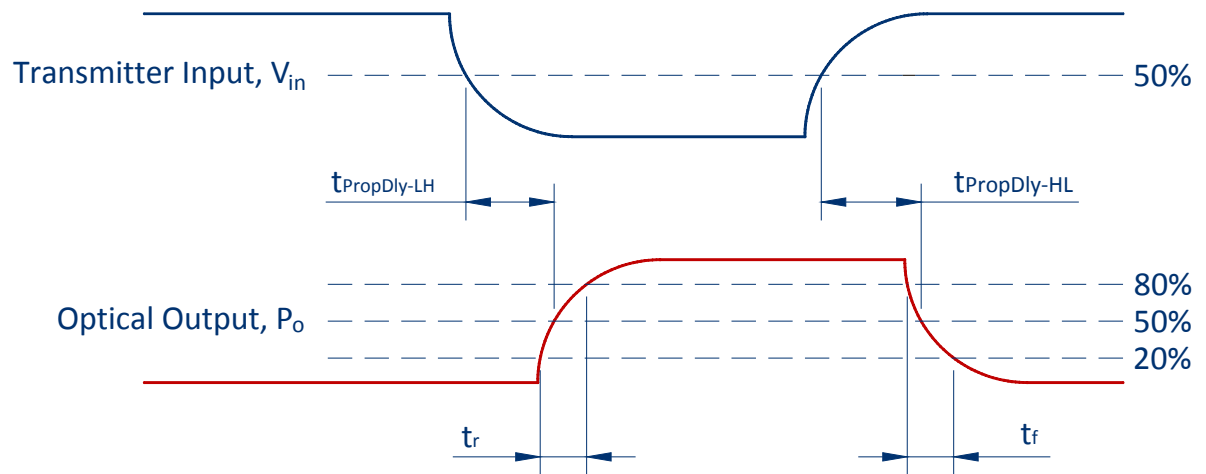 Transmitter Input, Vin
50%
tPropDly-LH
tPropDly-HL
80%
Optical Output, Po
50%
20%
tr
tf